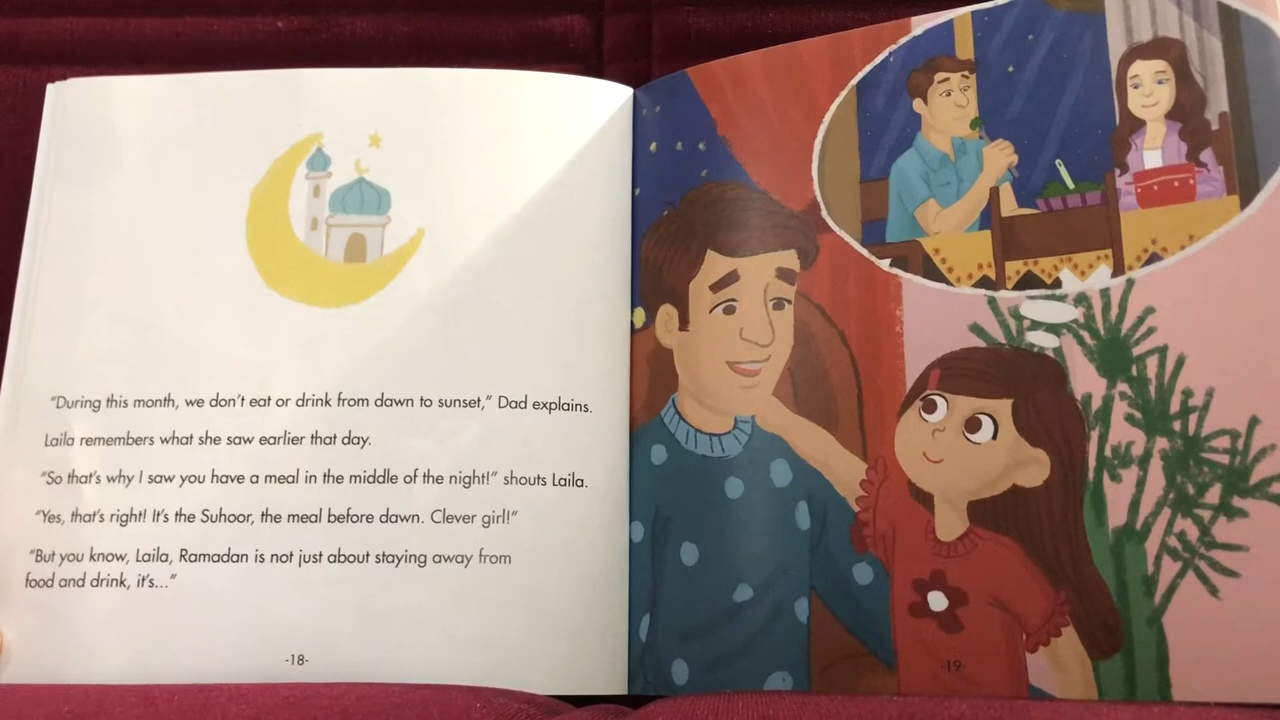 “During this month, we don’t eat or drink from dawn to sunset,” Dad explains.
Laila remembers what she saw earlier that day.
“So that’s why I saw you have a meal in the middle of the night!” shouts Laila.
“Yes, that’s right! It’s the Suhoor, the meal before dawn. Clever girl!”
“But you know, Laila, Ramadan is not just about staying away from
food and drink, it’s...”
-18-
-19-